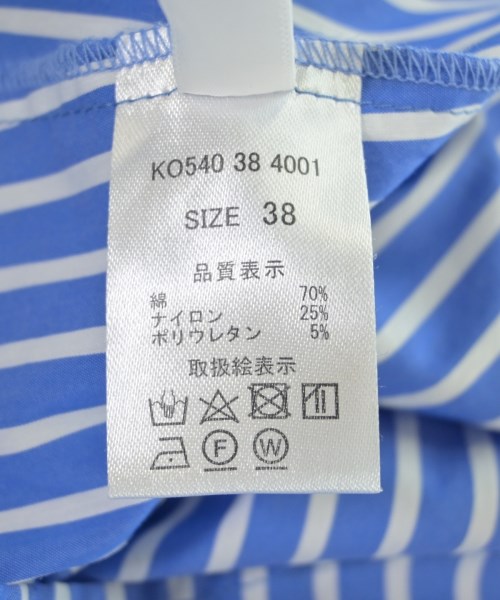 KO540 38 4001
SIZE 38
品質表示
綿 70%
ナイロン 25%
ポリウレタン 5%
取扱絵表示
F W